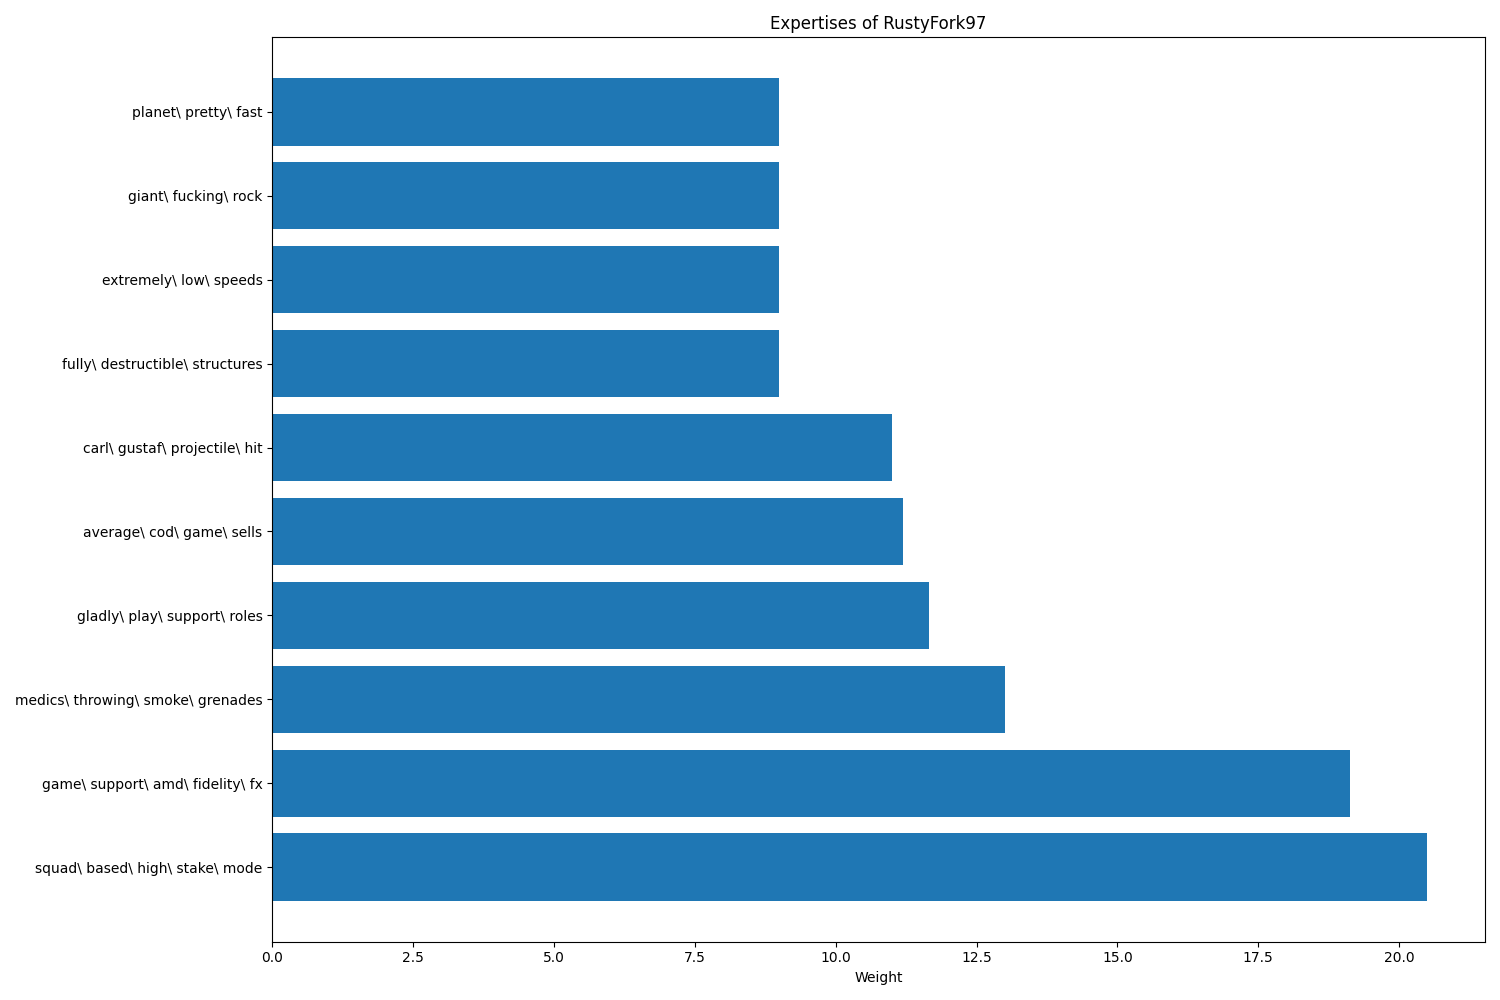 Expertises of RustyFork97
planet\ pretty\ fast
giant\ fucking\ rock
extremely\ low\ speeds
fully\ destructible\ structures
carl\ gustaf\ projectile\ hit
average\ cod\ game\ sells
gladly\ play\ support\ roles
medics\ throwing\ smoke\ grenades
game\ support\ amd\ fidelity\ fx
squad\ based\ high\ stake\ mode
0.0 2.5 5.0 7.5 10.0 12.5 15.0 17.5 20.0
Weight